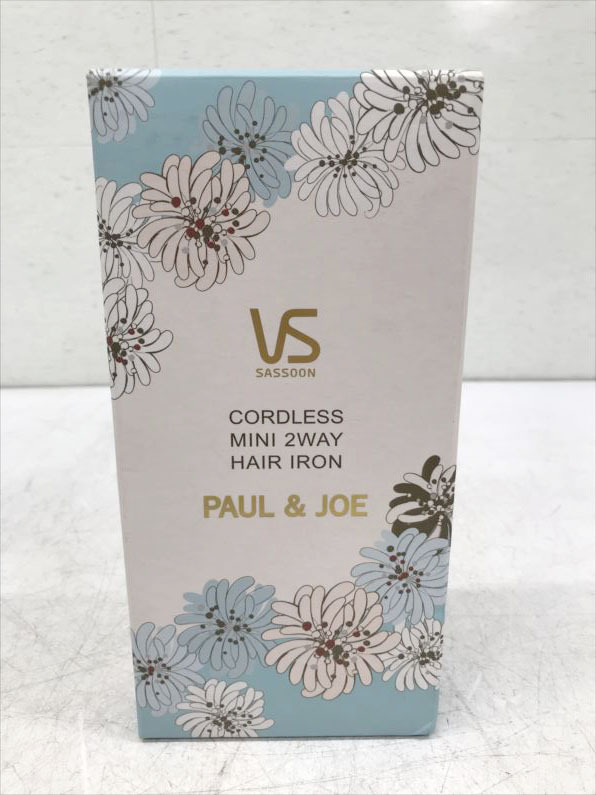 VS
SASSOON
CORDLESS
MINI 2WAY
HAIR IRON
PAUL & JOE